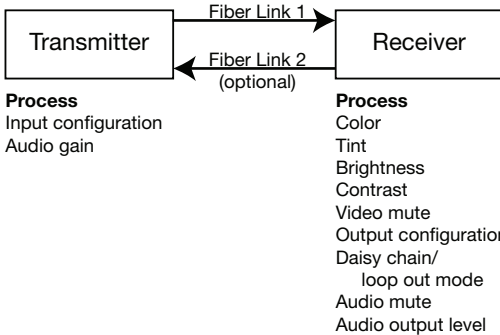 Fiber Link 1
Transmitter
Receiver
Fiber Link 2
(optional)
Process
Input configuration
Audio gain
Process
Color
Tint
Brightness
Contrast
Video mute
Output configuration
Daisy chain/
loop out mode
Audio mute
Audio output level